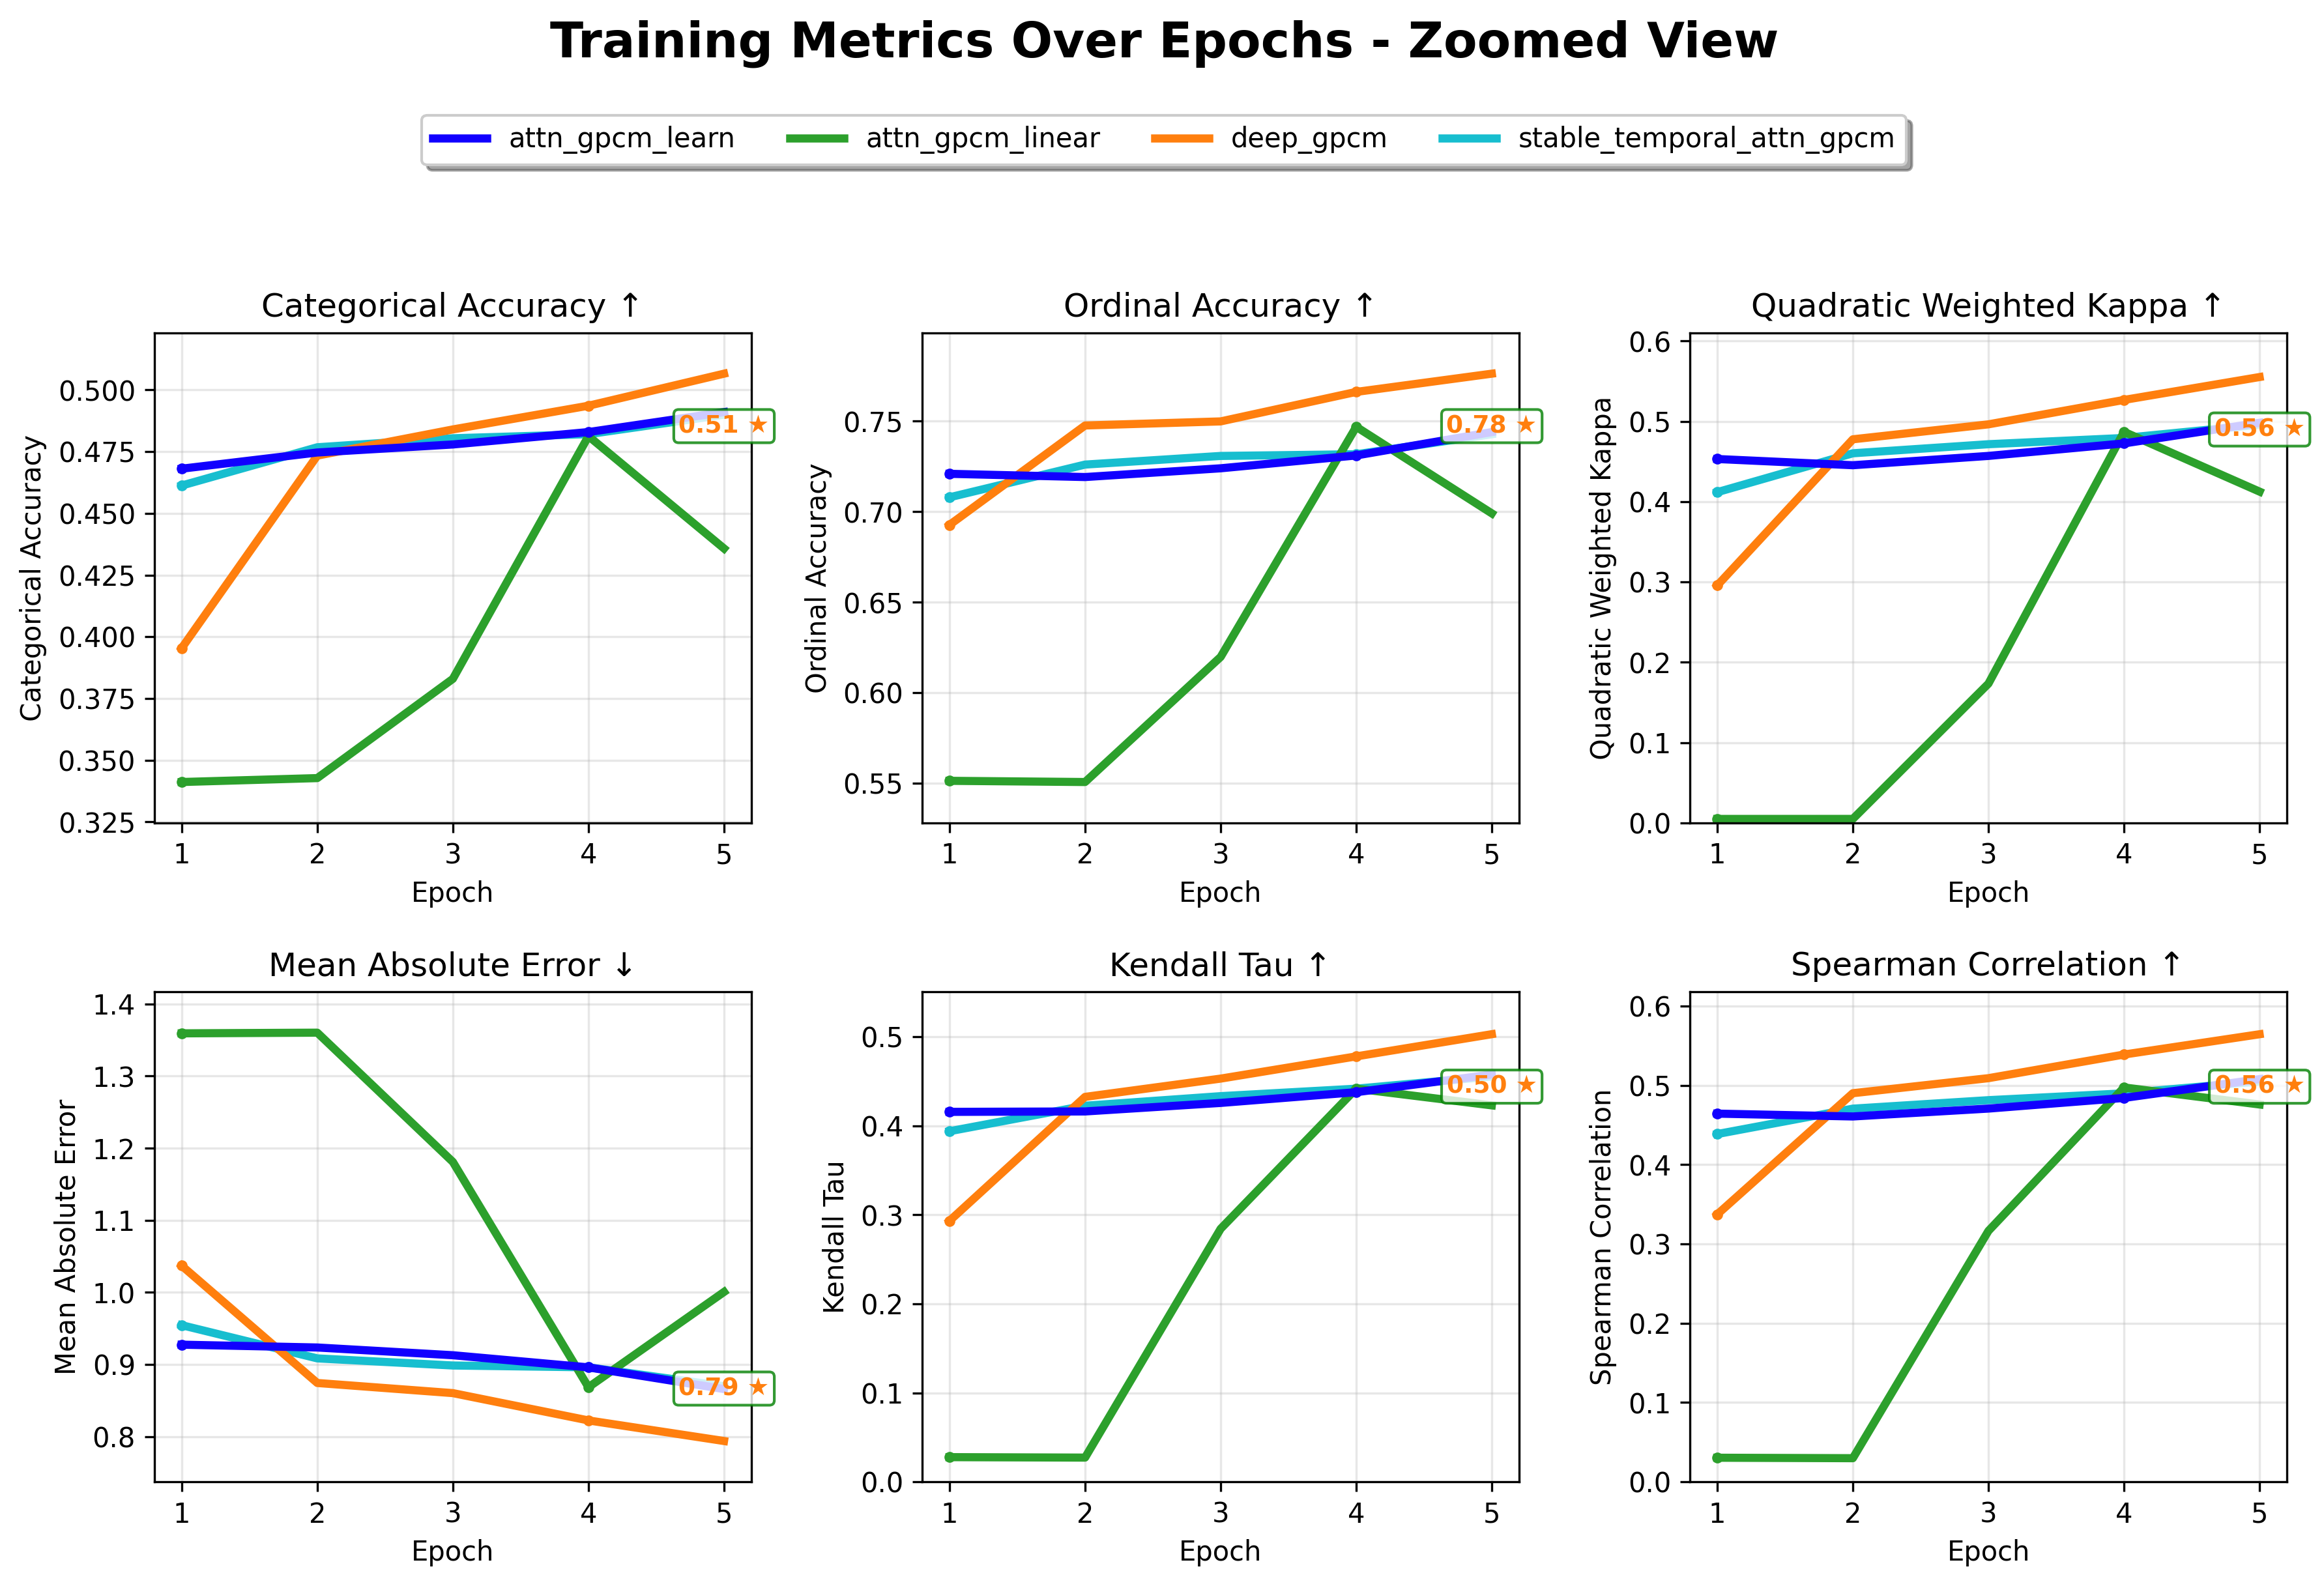 Training Metrics Over Epochs - Zoomed View
attn_gpcm_learn attn_gpcm_linear deep_gpcm stable_temporal_attn_gpcm
Categorical Accuracy ↑
Categorical Accuracy
0.500
0.475
0.450
0.425
0.400
0.375
0.350
0.325
0.51 ★
1 2 3 4 5
Epoch
Ordinal Accuracy ↑
Ordinal Accuracy
0.75
0.70
0.65
0.60
0.55
0.78 ★
1 2 3 4 5
Epoch
Quadratic Weighted Kappa ↑
Quadratic Weighted Kappa
0.6
0.5
0.4
0.3
0.2
0.1
0.0
0.56 ★
1 2 3 4 5
Epoch
Mean Absolute Error ↓
Mean Absolute Error
1.4
1.3
1.2
1.1
1.0
0.9
0.8
0.79 ★
1 2 3 4 5
Epoch
Kendall Tau ↑
Kendall Tau
0.5
0.4
0.3
0.2
0.1
0.0
0.50 ★
1 2 3 4 5
Epoch
Spearman Correlation ↑
Spearman Correlation
0.6
0.5
0.4
0.3
0.2
0.1
0.0
0.56 ★
1 2 3 4 5
Epoch